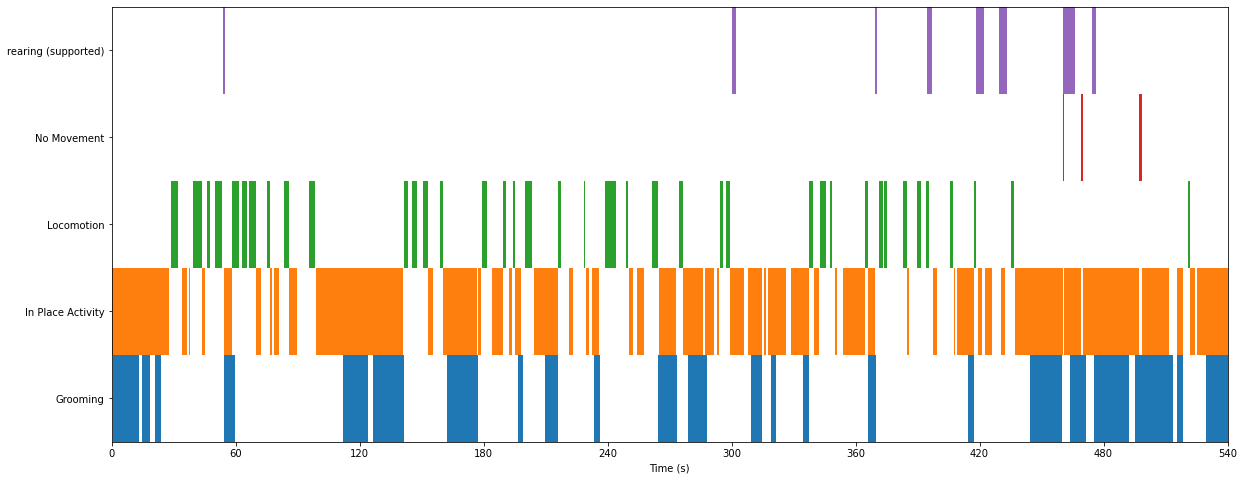 rearing (supported)
No Movement
Locomotion
In Place Activity
Grooming
0 60 120 180 240 300 360 420 480 540
Time (s)